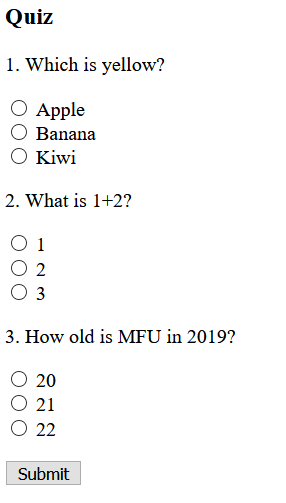 Quiz
1. Which is yellow?
Apple
Banana
Kiwi
2. What is 1+2?
1
2
3
3. How old is MFU in 2019?
20
21
22
Submit